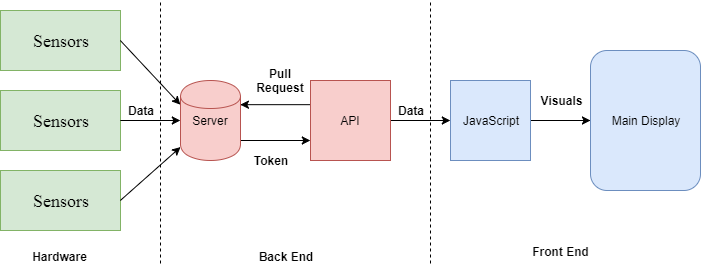 Sensors
Sensors
Sensors
Data
Server
Pull
Request
Token
API
Data
JavaScript
Visuals
Main Display
Hardware
Back End
Front End